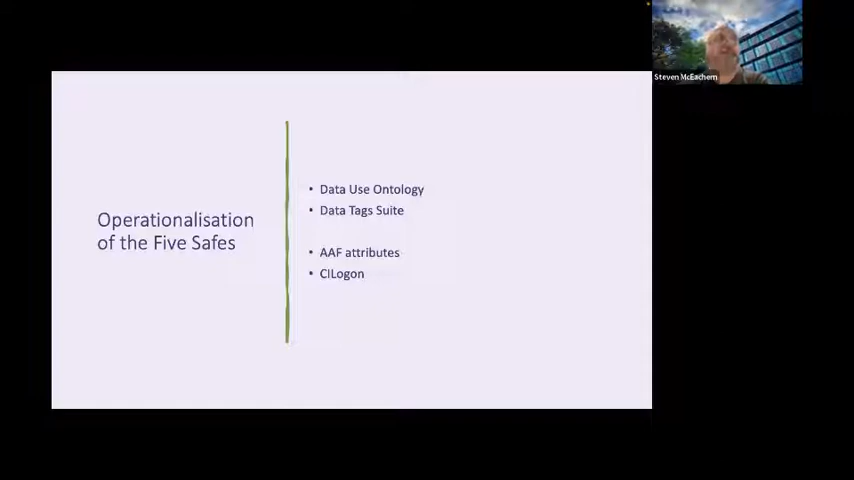 Steven McEachern
Operationalisation
of the Five Safes
• Data Use Ontology
• Data Tags Suite
• AAF attributes
• CILogon